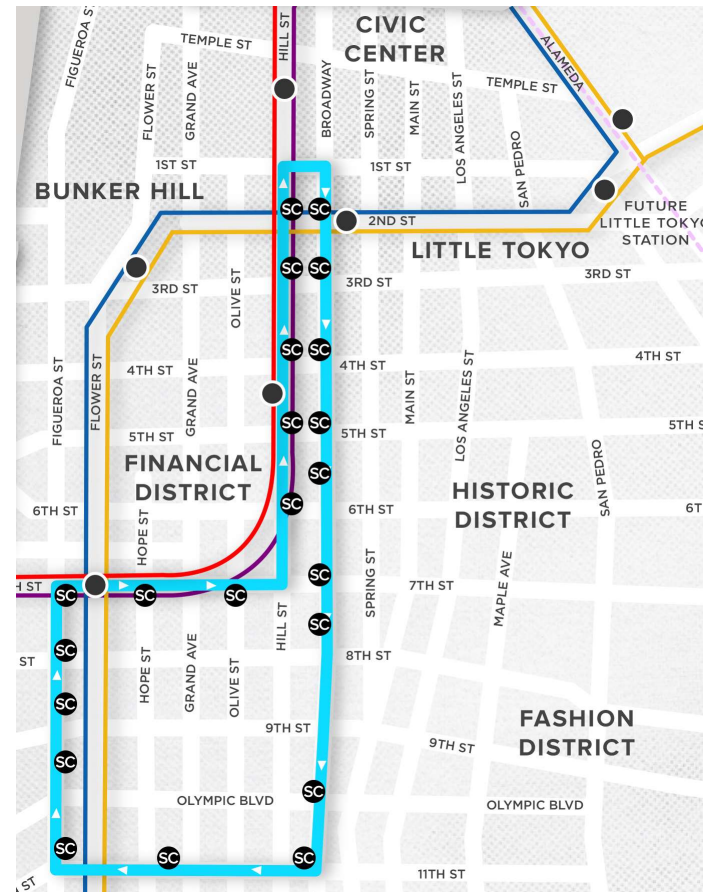 FIGUEROA ST
FLOWER ST
GRAND AVE
TEMPLE ST
HILL ST
BROADWAY
CIVIC
CENTER
SPRING ST
MAIN ST
LOS ANGELES ST
TEMPLE ST
SAN PEDRO
ALAMEDA
1ST ST
1ST ST
BUNKER HILL
SC
SC
2ND ST
LITTLE TOKYO
FUTURE
LITTLE TOKYO
STATION
SC
SC
3RD ST
OLIVE ST
3RD ST
3RD ST
SC
SC
4TH ST
GRAND AVE
4TH ST
4TH ST
FIGUEROA ST
FLOWER ST
MAIN ST
LOS ANGELES ST
SC
SC
5TH ST
5TH ST
5TH S
SAN PEDRO
FINANCIAL
DISTRICT
SC
SC
6TH ST
HOPE ST
6TH ST
6T
HISTORIC
DISTRICT
SC
H ST
SC
SC
SC
SPRING ST
7TH ST
MAPLE AVE
HILL ST
SC
SC
ST
HOPE ST
GRAND AVE
OLIVE ST
8TH ST
SC
9TH ST
9TH ST
FASHION
DISTRICT
SC
SC
OLYMPIC BLVD
OLYMPIC BLVD
SC
SC
SC
11TH ST
ST